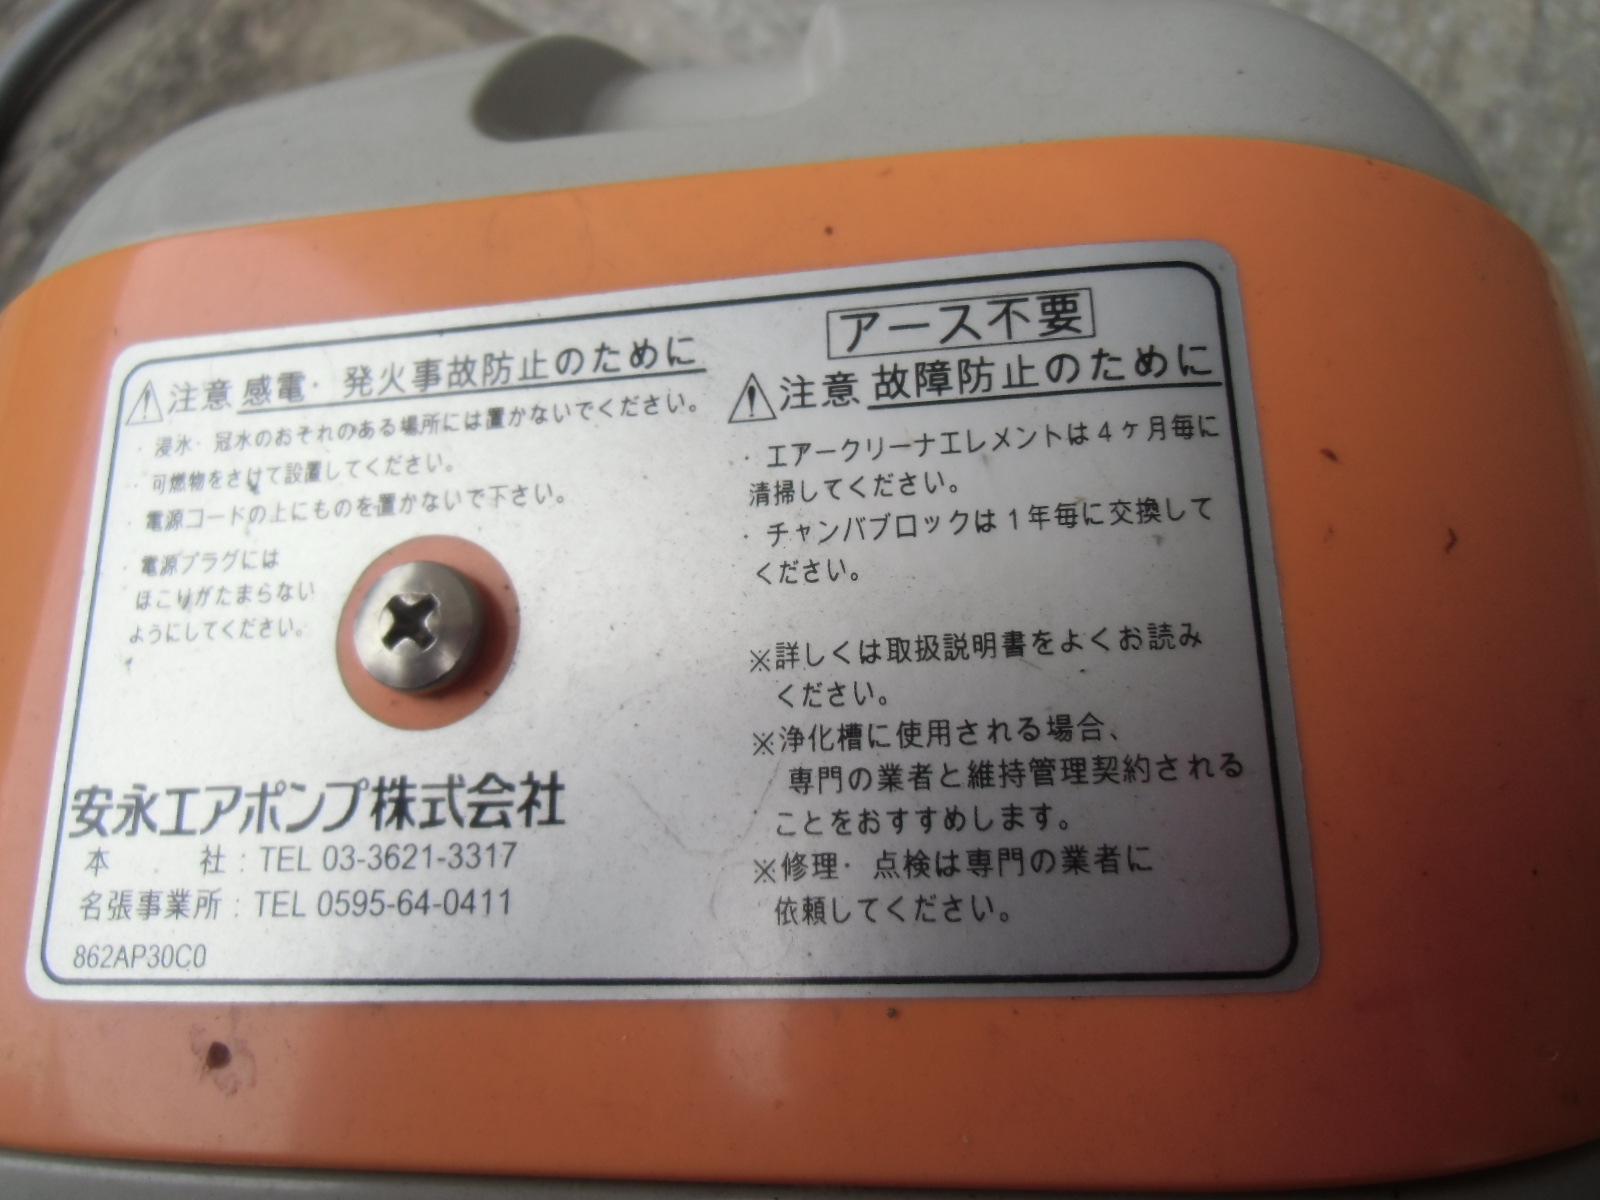 注意 感電・発火事故防止のために
・浸水・冠水のおそれのある場所には置かないでください。
・可燃物をさけて設置してください。
・電源コードの上にものを置かないで下さい。
・電源プラグには
ほこりがたまらない
ようにしてください。
安永エアポンプ株式会社
本社:TEL 03-3621-3317
名張事業所:TEL 0595-64-0411
862AP30C0
アース不要
注意 故障防止のために
・エアークリーナエレメントは4ヶ月毎に
清掃してください。
・チャンバブロックは1年毎に交換して
ください。
※詳しくは取扱説明書をよくお読み
ください。
※浄化槽に使用される場合、
専門の業者と維持管理契約される
ことをおすすめします。
※修理・点検は専門の業者に
依頼してください。